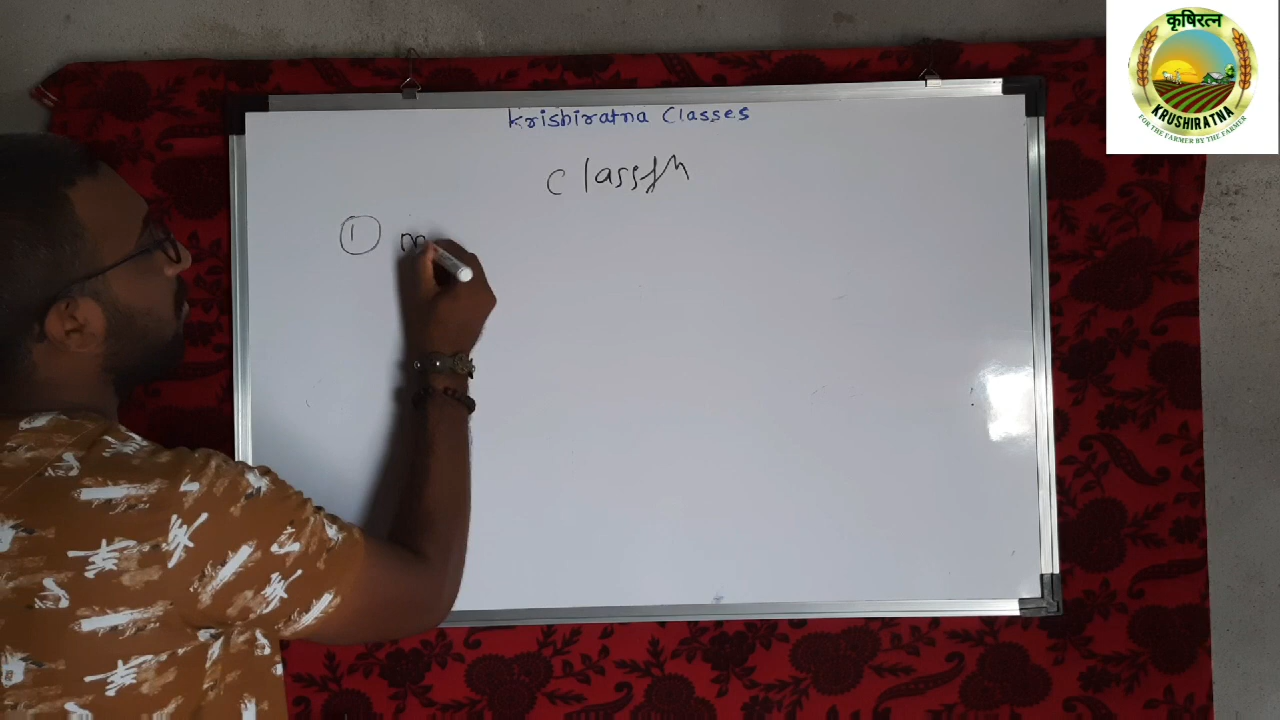 Krishiratna Classes
Classfn
① m
कृषिरत्न
KRUSHIRATNA
FOR THE FARMER BY THE FARMER